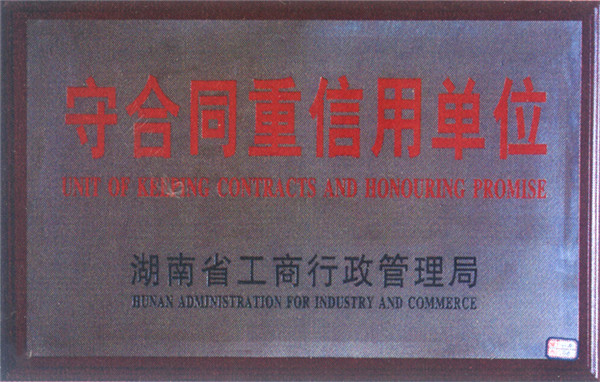 守合同重信用单位
UNIT OF KEEPING CONTRACTS AND HONOURING PROMISE
湖南省工商行政管理局
HUNAN ADMINISTRATION FOR INDUSTRY AND COMMERCE